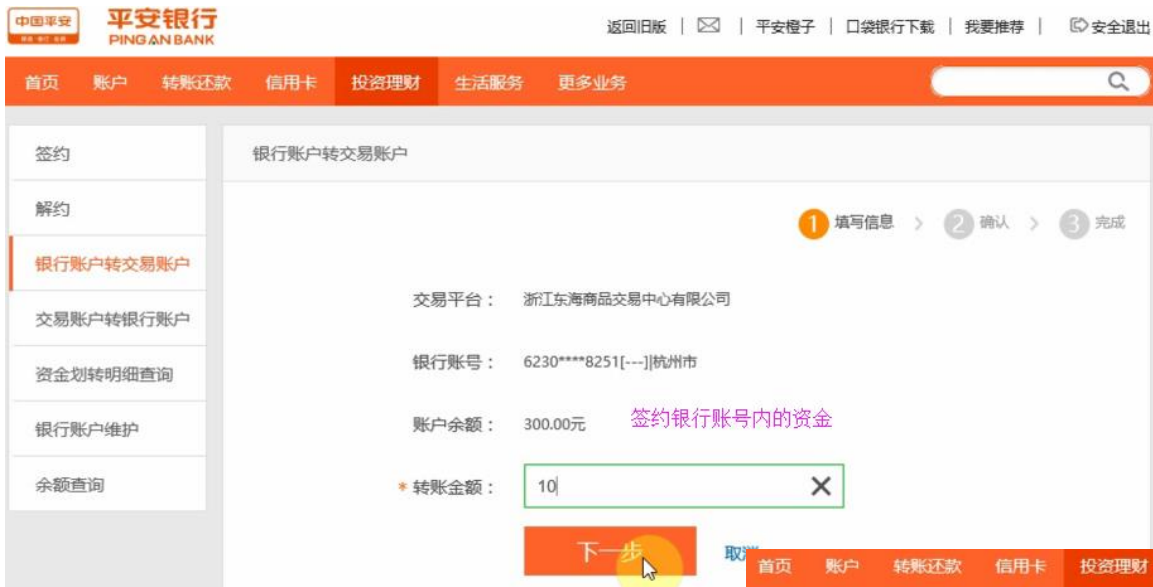 中国平安
平安银行
PINGAN BANK
返回旧版 | | 平安橙子 | 口袋银行下载 | 我要推荐 | 安全退出
首页 账户 转账还款 信用卡 投资理财 生活服务 更多业务
签约
解约
银行账户转交易账户
交易账户转银行账户
资金划转明细查询
银行账户维护
余额查询
银行账户转交易账户
1 填写信息 > 2 确认 > 3 完成
交易平台： 浙江东海商品交易中心有限公司
银行账号： 6230****8251[---]|杭州市
账户余额： 300.00元 签约银行账号内的资金
* 转账金额： 10
下一步 取消
首页 账户 转账还款 信用卡 投资理财